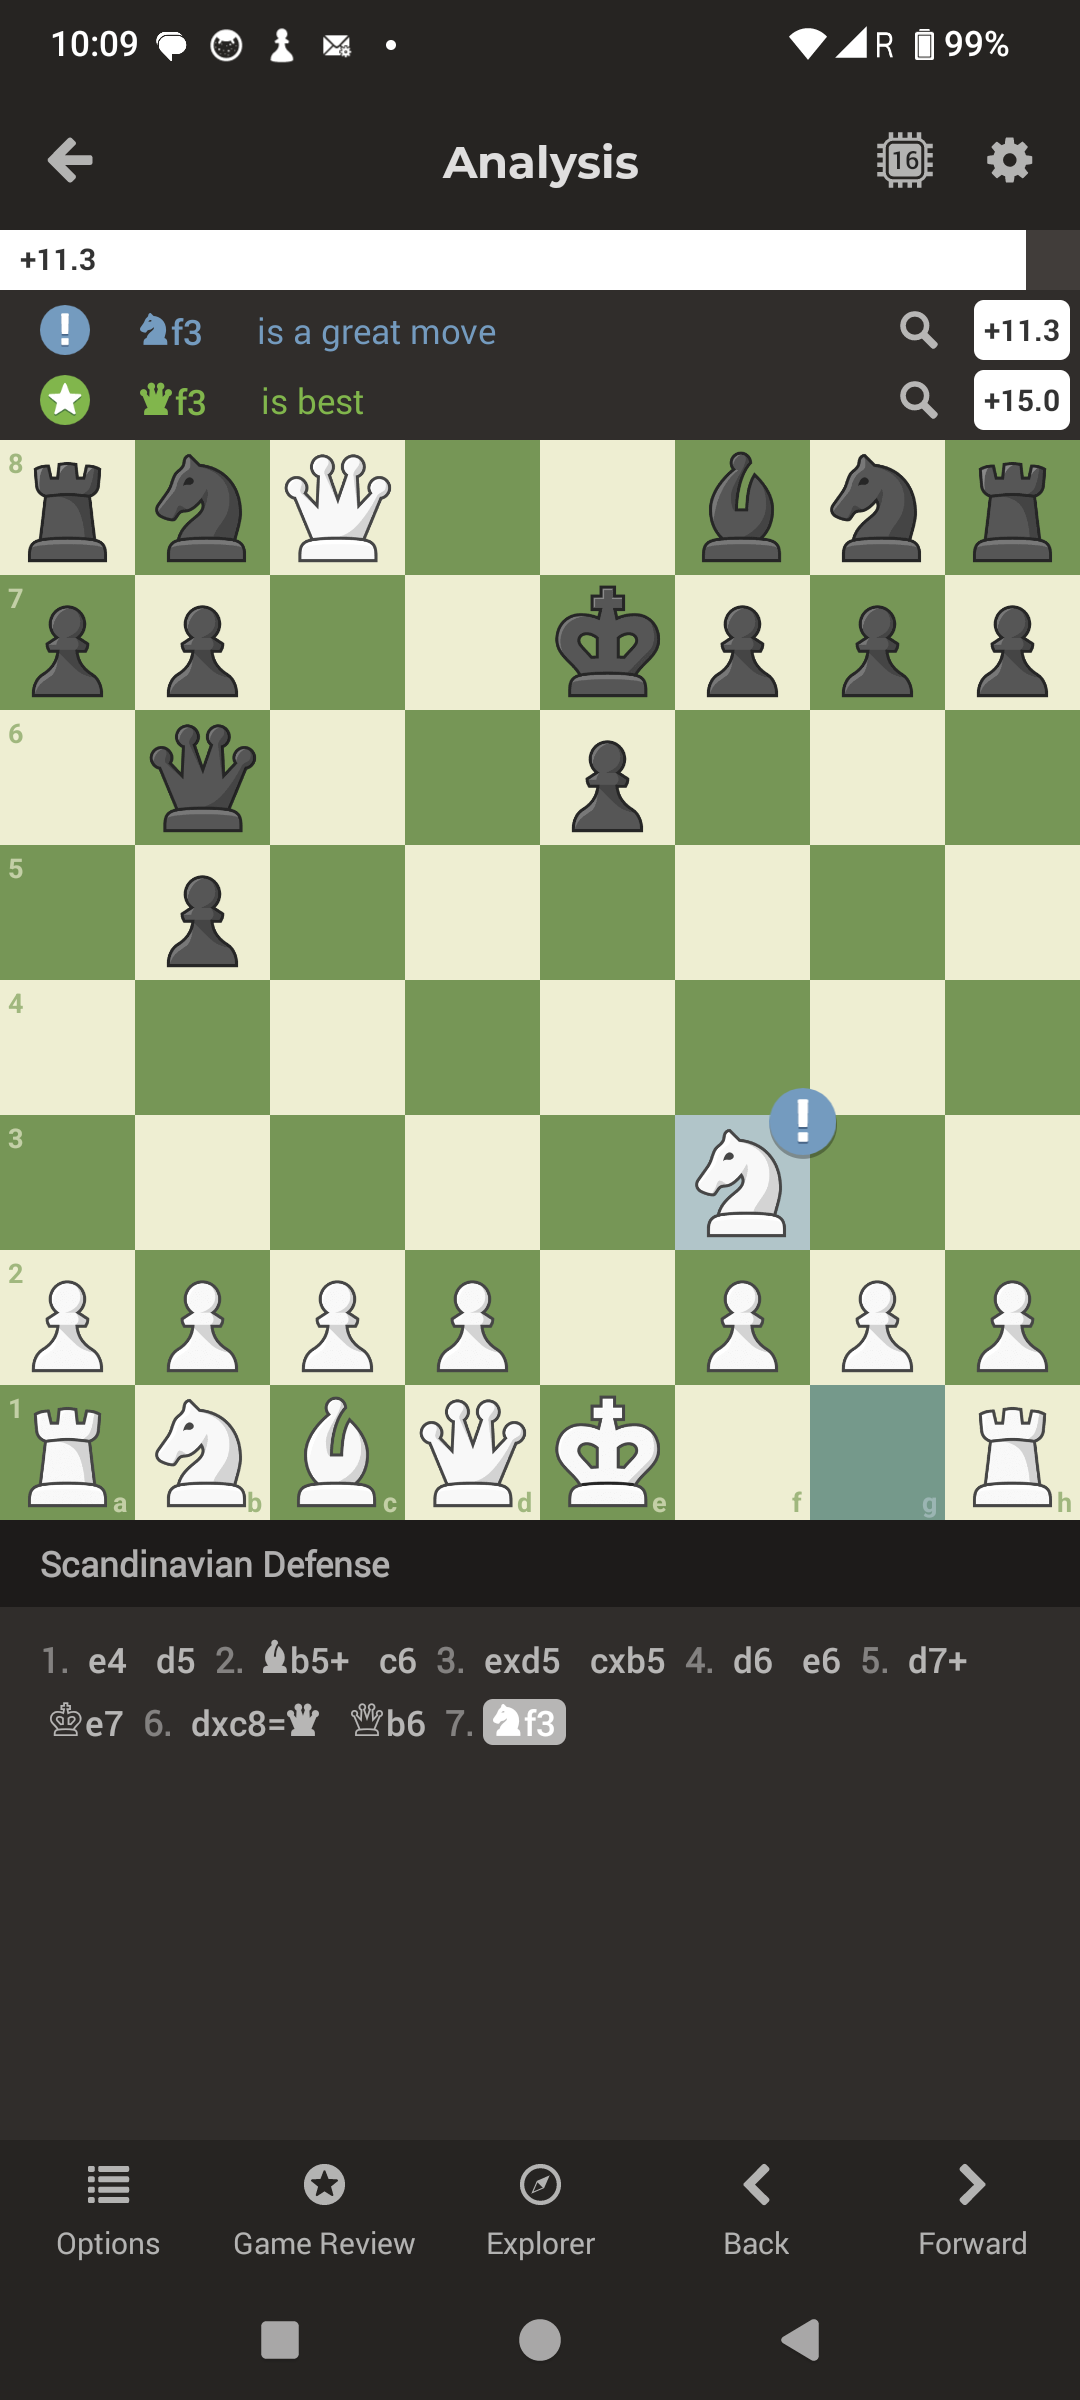 10:09 R 99%
Analysis
16
+11.3
f3 is a great move +11.3
f3 is best +15.0
8
7
6
5
4
3
!
2
1
a b c d e f g h
Scandinavian Defense
1. e4 d5 2. b5+ c6 3. exd5 cxb5 4. d6 e6 5. d7+
e7 6. dxc8= b6 7. f3
Options Game Review Explorer Back Forward